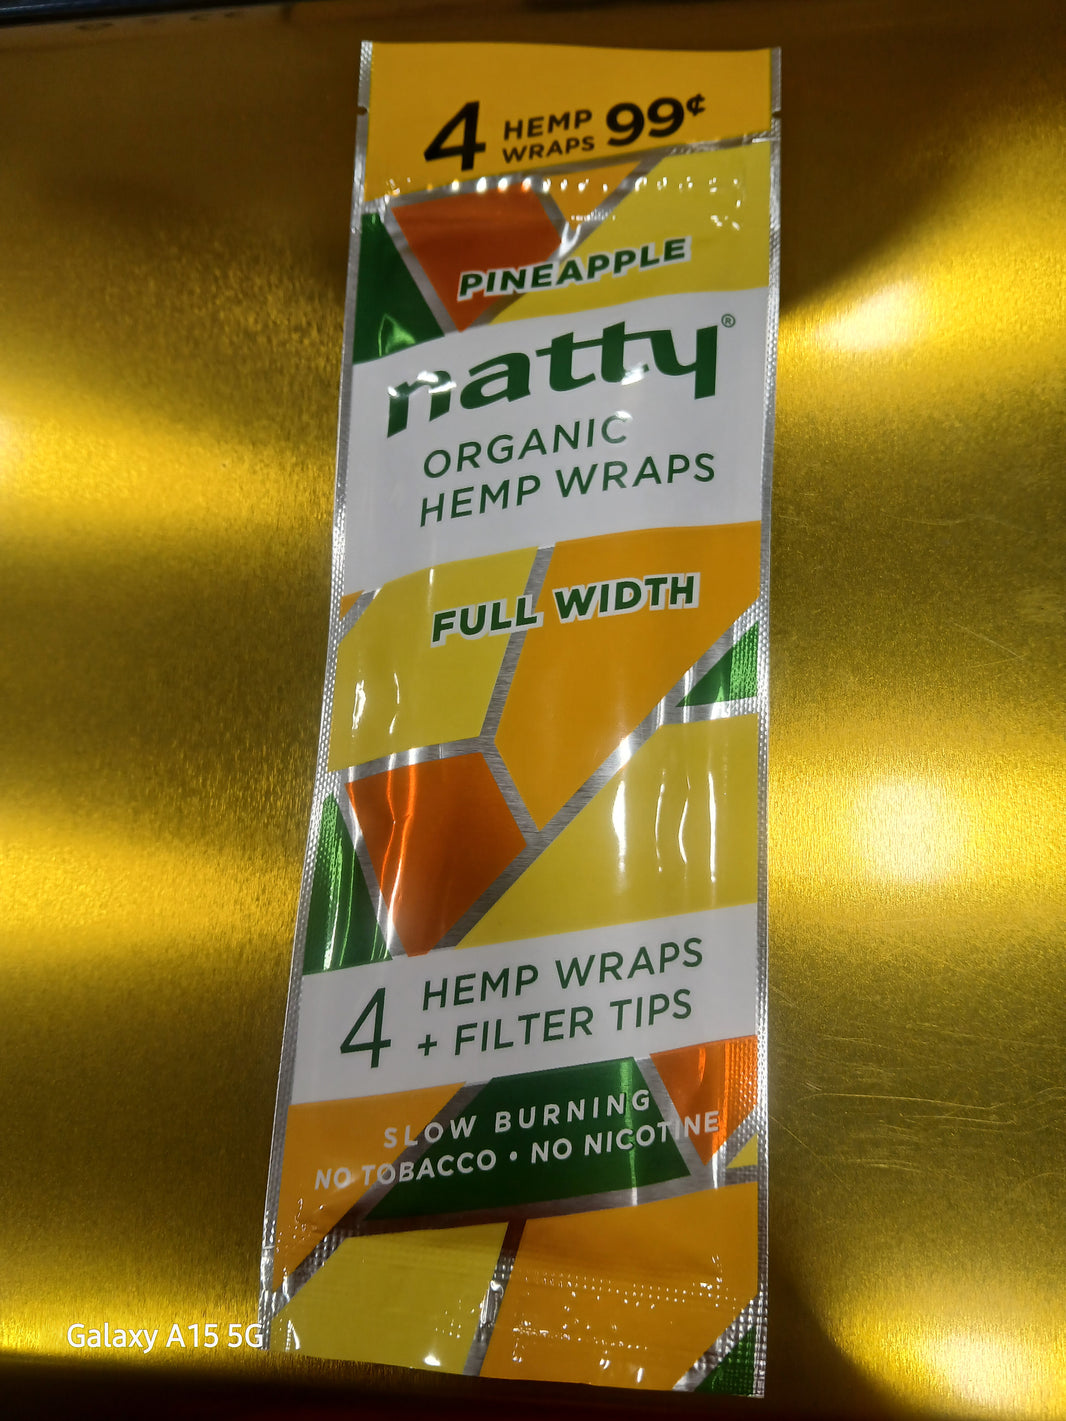 4 HEMP WRAPS 99¢
PINEAPPLE
natty®
ORGANIC
HEMP WRAPS
FULL WIDTH
4 HEMP WRAPS
+ FILTER TIPS
SLOW BURNING
NO TOBACCO • NO NICOTINE
Galaxy A15 5G